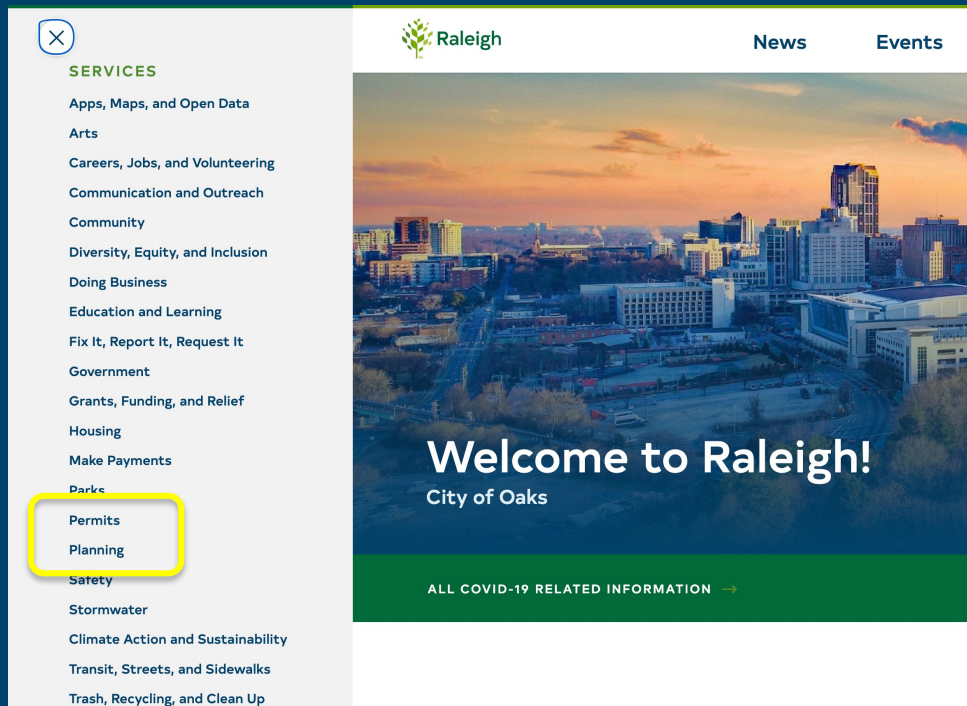 SERVICES
Apps, Maps, and Open Data
Arts
Careers, Jobs, and Volunteering
Communication and Outreach
Community
Diversity, Equity, and Inclusion
Doing Business
Education and Learning
Fix It, Report It, Request It
Government
Grants, Funding, and Relief
Housing
Make Payments
Parks
Permits
Planning
Safety
Stormwater
Climate Action and Sustainability
Transit, Streets, and Sidewalks
Trash, Recycling, and Clean Up
Raleigh
News
Events
Welcome to Raleigh!
City of Oaks
ALL COVID-19 RELATED INFORMATION →